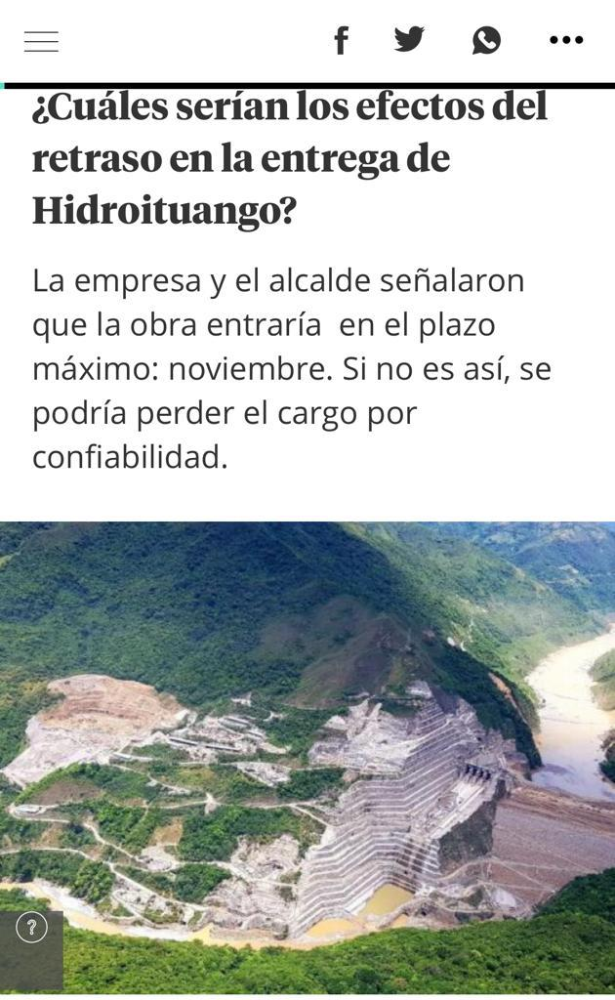 ¿Cuáles serían los efectos del
retraso en la entrega de
Hidroituango?
La empresa y el alcalde señalaron
que la obra entraría  en el plazo
máximo: noviembre. Si no es así, se
podría perder el cargo por
confiabilidad.
?